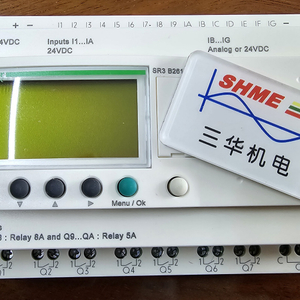 + - I1 I2 I3 I4 I5 I6 I7 I8 I9 IA IB IC ID IE IF IG
24VDC
Inputs I1...IA
24VDC
IB...IG
Analog or 24VDC
SR3 B261
SHME
三华机电
Menu / Ok
: Relay 8A and Q9...QA : Relay 5A
Q2 Q3 Q4 Q5 Q6 Q7